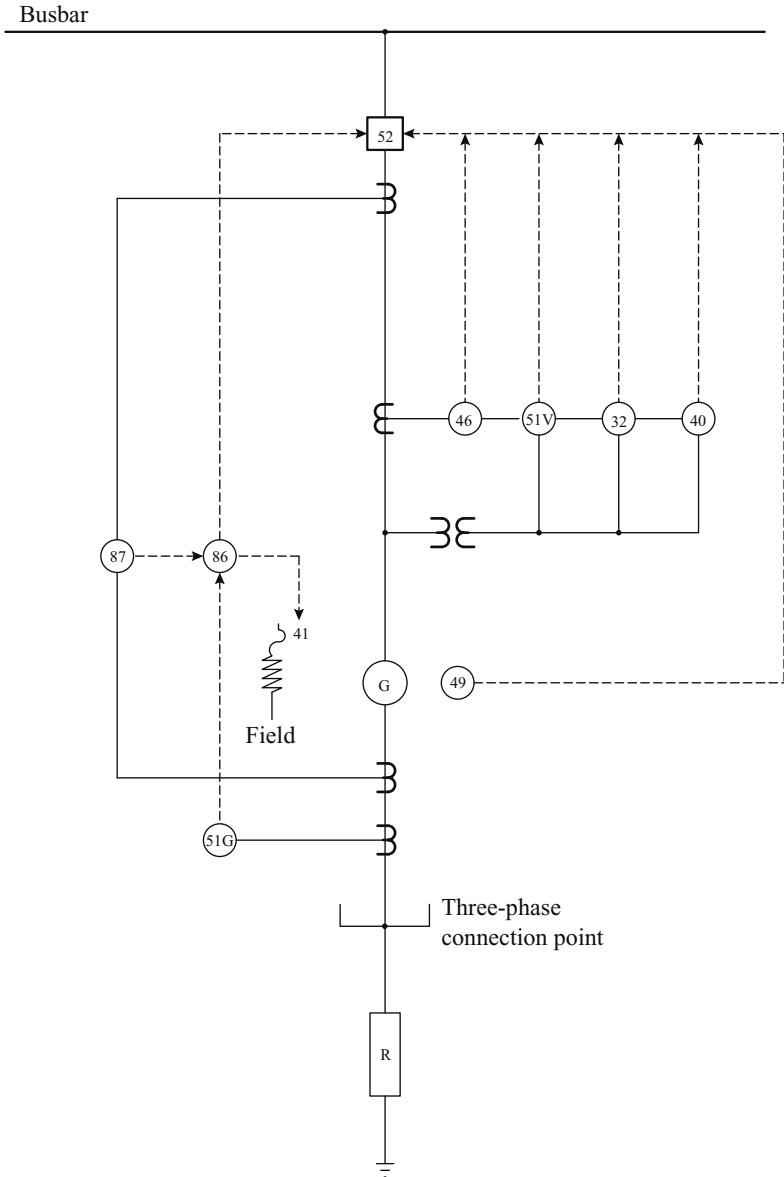 Busbar
52
46
51V
32
40
87
86
41
G
49
Field
51G
Three-phase
connection point
R